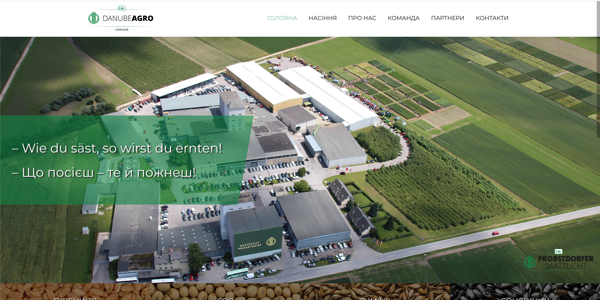 DANUBEAGRO
UKRAINE
ГОЛОВНА НАСІННЯ ПРО НАС КОМАНДА ПАРТНЕРИ КОНТАКТИ
– Wie du säst, so wirst du ernten!
– Що посієш – те й пожнеш!
PROBSTDORFER
SAATZUCHT